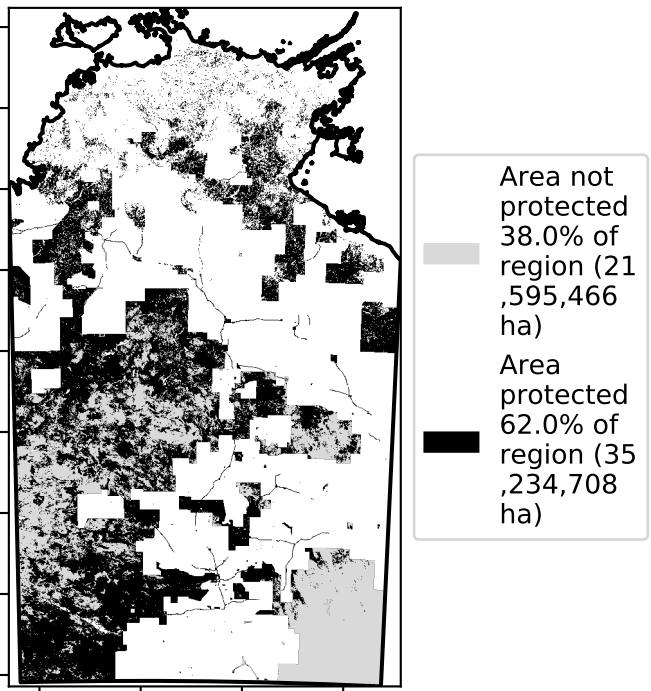 Area not
protected
38.0% of
region (21
,595,466
ha)
Area
protected
62.0% of
region (35
,234,708
ha)